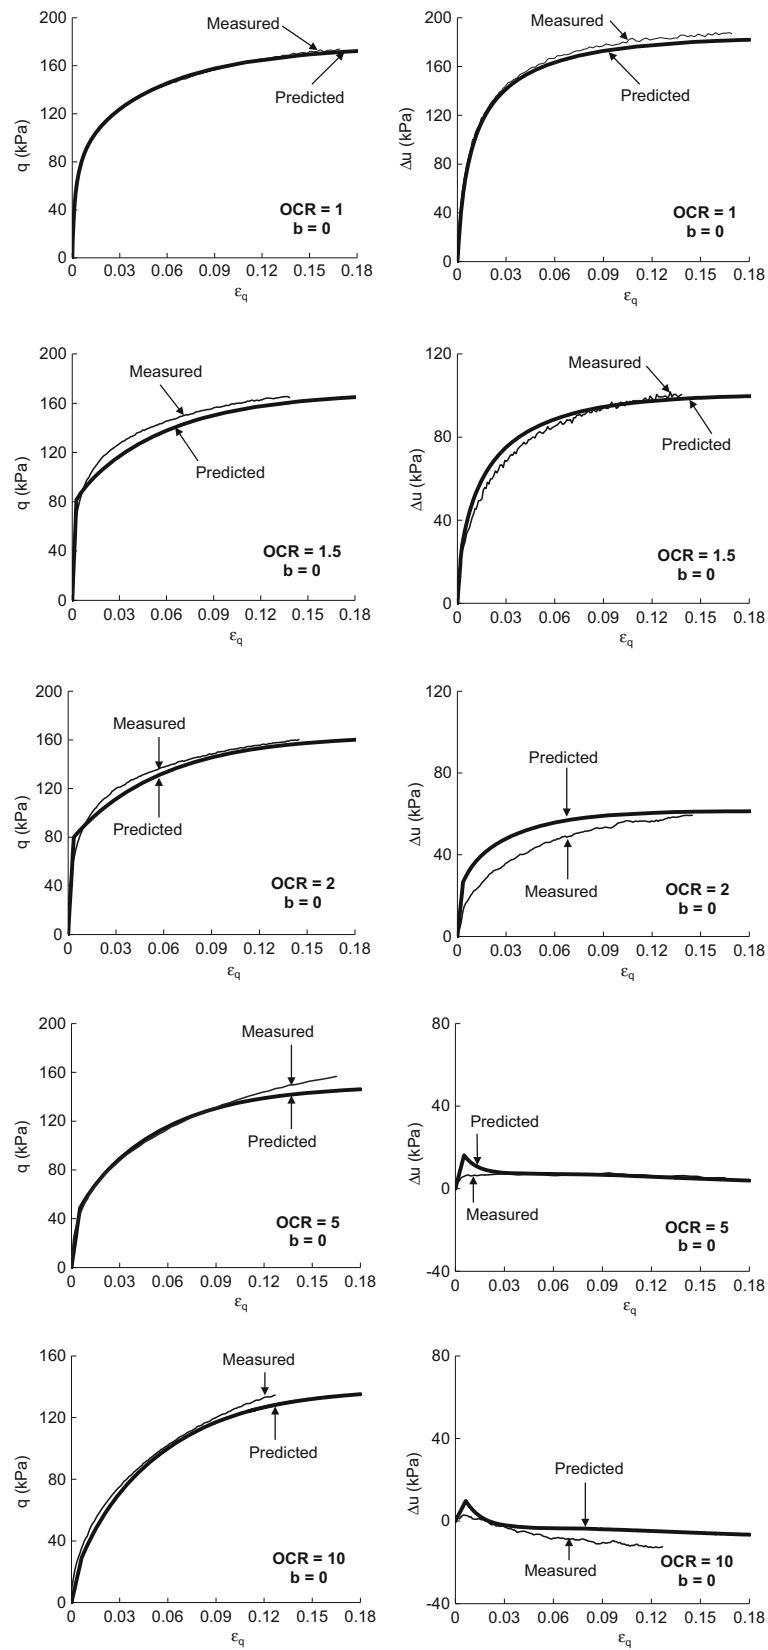 200
Measured
160
120
Predicted
q (kPa)
80
40
OCR = 1
b = 0
0
0 0.03 0.06 0.09 0.12 0.15 0.18
εq
200
Measured
160
120
Predicted
Δu (kPa)
80
40
OCR = 1
b = 0
0
0 0.03 0.06 0.09 0.12 0.15 0.18
εq
200
Measured
160
120
Predicted
q (kPa)
80
40
OCR = 1.5
b = 0
0
0 0.03 0.06 0.09 0.12 0.15 0.18
εq
120
Measured
80
Predicted
Δu (kPa)
40
OCR = 1.5
b = 0
0
0 0.03 0.06 0.09 0.12 0.15 0.18
εq
200
Measured
160
120
Predicted
q (kPa)
80
40
OCR = 2
b = 0
0
0 0.03 0.06 0.09 0.12 0.15 0.18
εq
120
Predicted
80
Δu (kPa)
40
Measured
OCR = 2
b = 0
0
0 0.03 0.06 0.09 0.12 0.15 0.18
εq
200
Measured
160
120
Predicted
q (kPa)
80
40
OCR = 5
b = 0
0
0 0.03 0.06 0.09 0.12 0.15 0.18
εq
80
40
Predicted
Δu (kPa)
0
Measured
OCR = 5
b = 0
-40
0 0.03 0.06 0.09 0.12 0.15 0.18
εq
160
Measured
120
Predicted
q (kPa)
80
40
OCR = 10
b = 0
0
0 0.03 0.06 0.09 0.12 0.15 0.18
εq
80
40
Predicted
Δu (kPa)
0
Measured
OCR = 10
b = 0
-40
0 0.03 0.06 0.09 0.12 0.15 0.18
εq